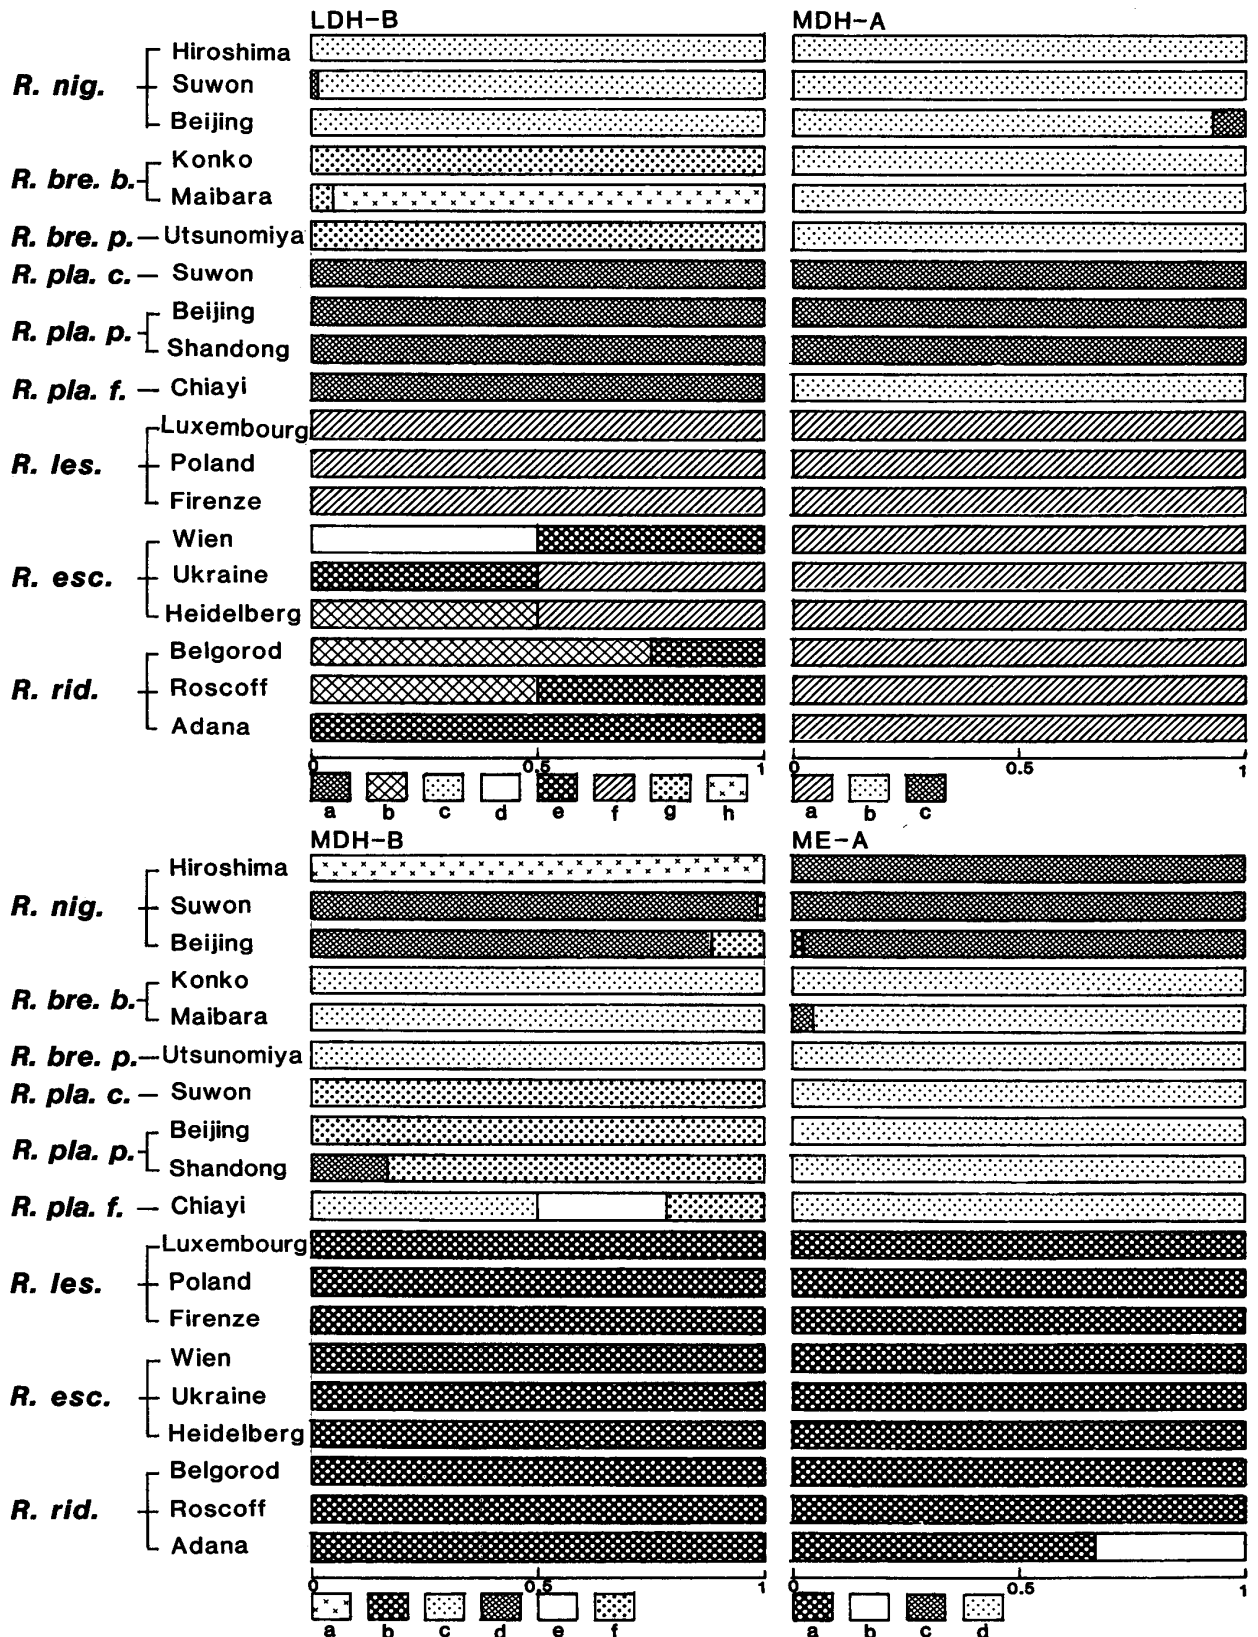 LDH-B MDH-A
R. nig. Hiroshima
Suwon
Beijing
R. bre. b. Konko
Maibara
R. bre. p. Utsunomiya
R. pla. c. Suwon
R. pla. p. Beijing
Shandong
R. pla. f. Chiayi
R. les. Luxembourg
Poland
Firenze
R. esc. Wien
Ukraine
Heidelberg
R. rid. Belgorod
Roscoff
Adana
0 0.5 1 0 0.5 1
a b c d e f g h a b c
MDH-B ME-A
R. nig. Hiroshima
Suwon
Beijing
R. bre. b. Konko
Maibara
R. bre. p. Utsunomiya
R. pla. c. Suwon
R. pla. p. Beijing
Shandong
R. pla. f. Chiayi
R. les. Luxembourg
Poland
Firenze
R. esc. Wien
Ukraine
Heidelberg
R. rid. Belgorod
Roscoff
Adana
0 0.5 1 0 0.5 1
a b c d e f a b c d